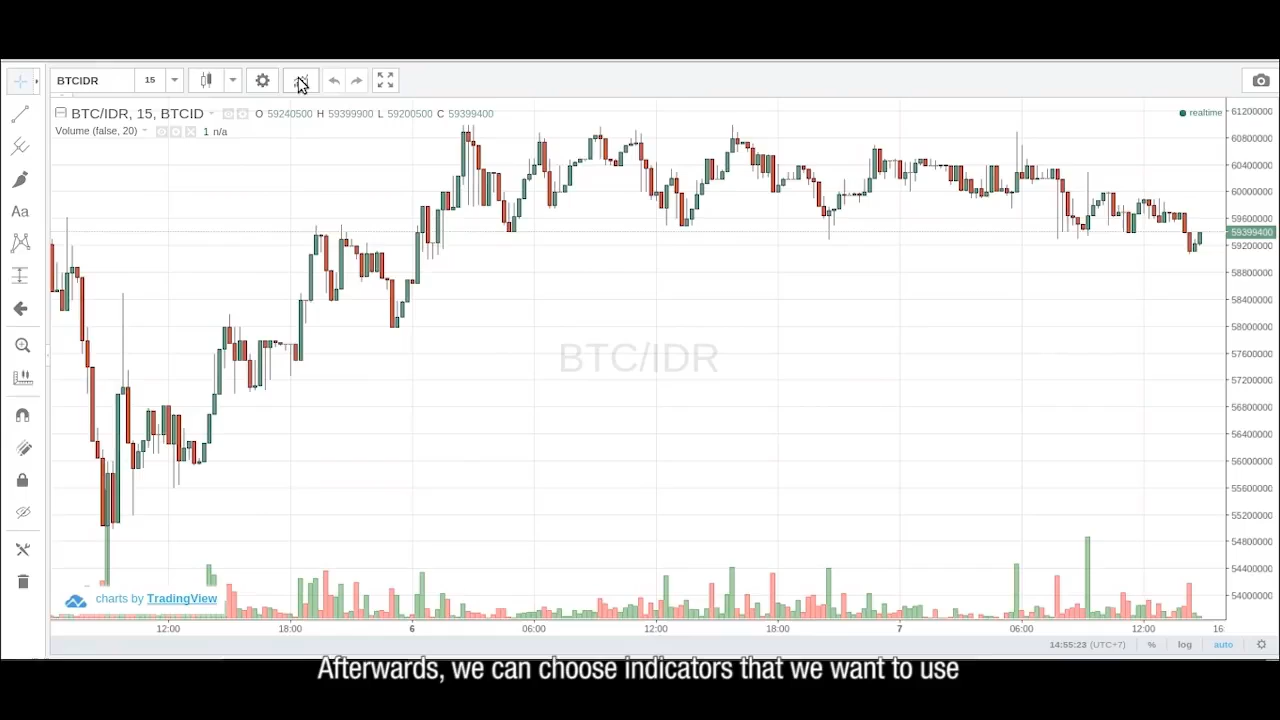 BTCIDR 15
BTC/IDR, 15, BTCID O 59240500 H 59399900 L 59200500 C 59399400
realtime
Volume (false, 20) 1 n/a
Aa
61200000
60800000
60400000
60000000
59600000
59399400
59200000
58800000
58400000
58000000
57600000
57200000
56800000
56400000
56000000
55600000
55200000
54800000
54400000
54000000
BTC/IDR
charts by TradingView
12:00 18:00 6 06:00 12:00 18:00 7 06:00 12:00 16:
14:55:23 (UTC+7) % log auto
Afterwards, we can choose indicators that we want to use